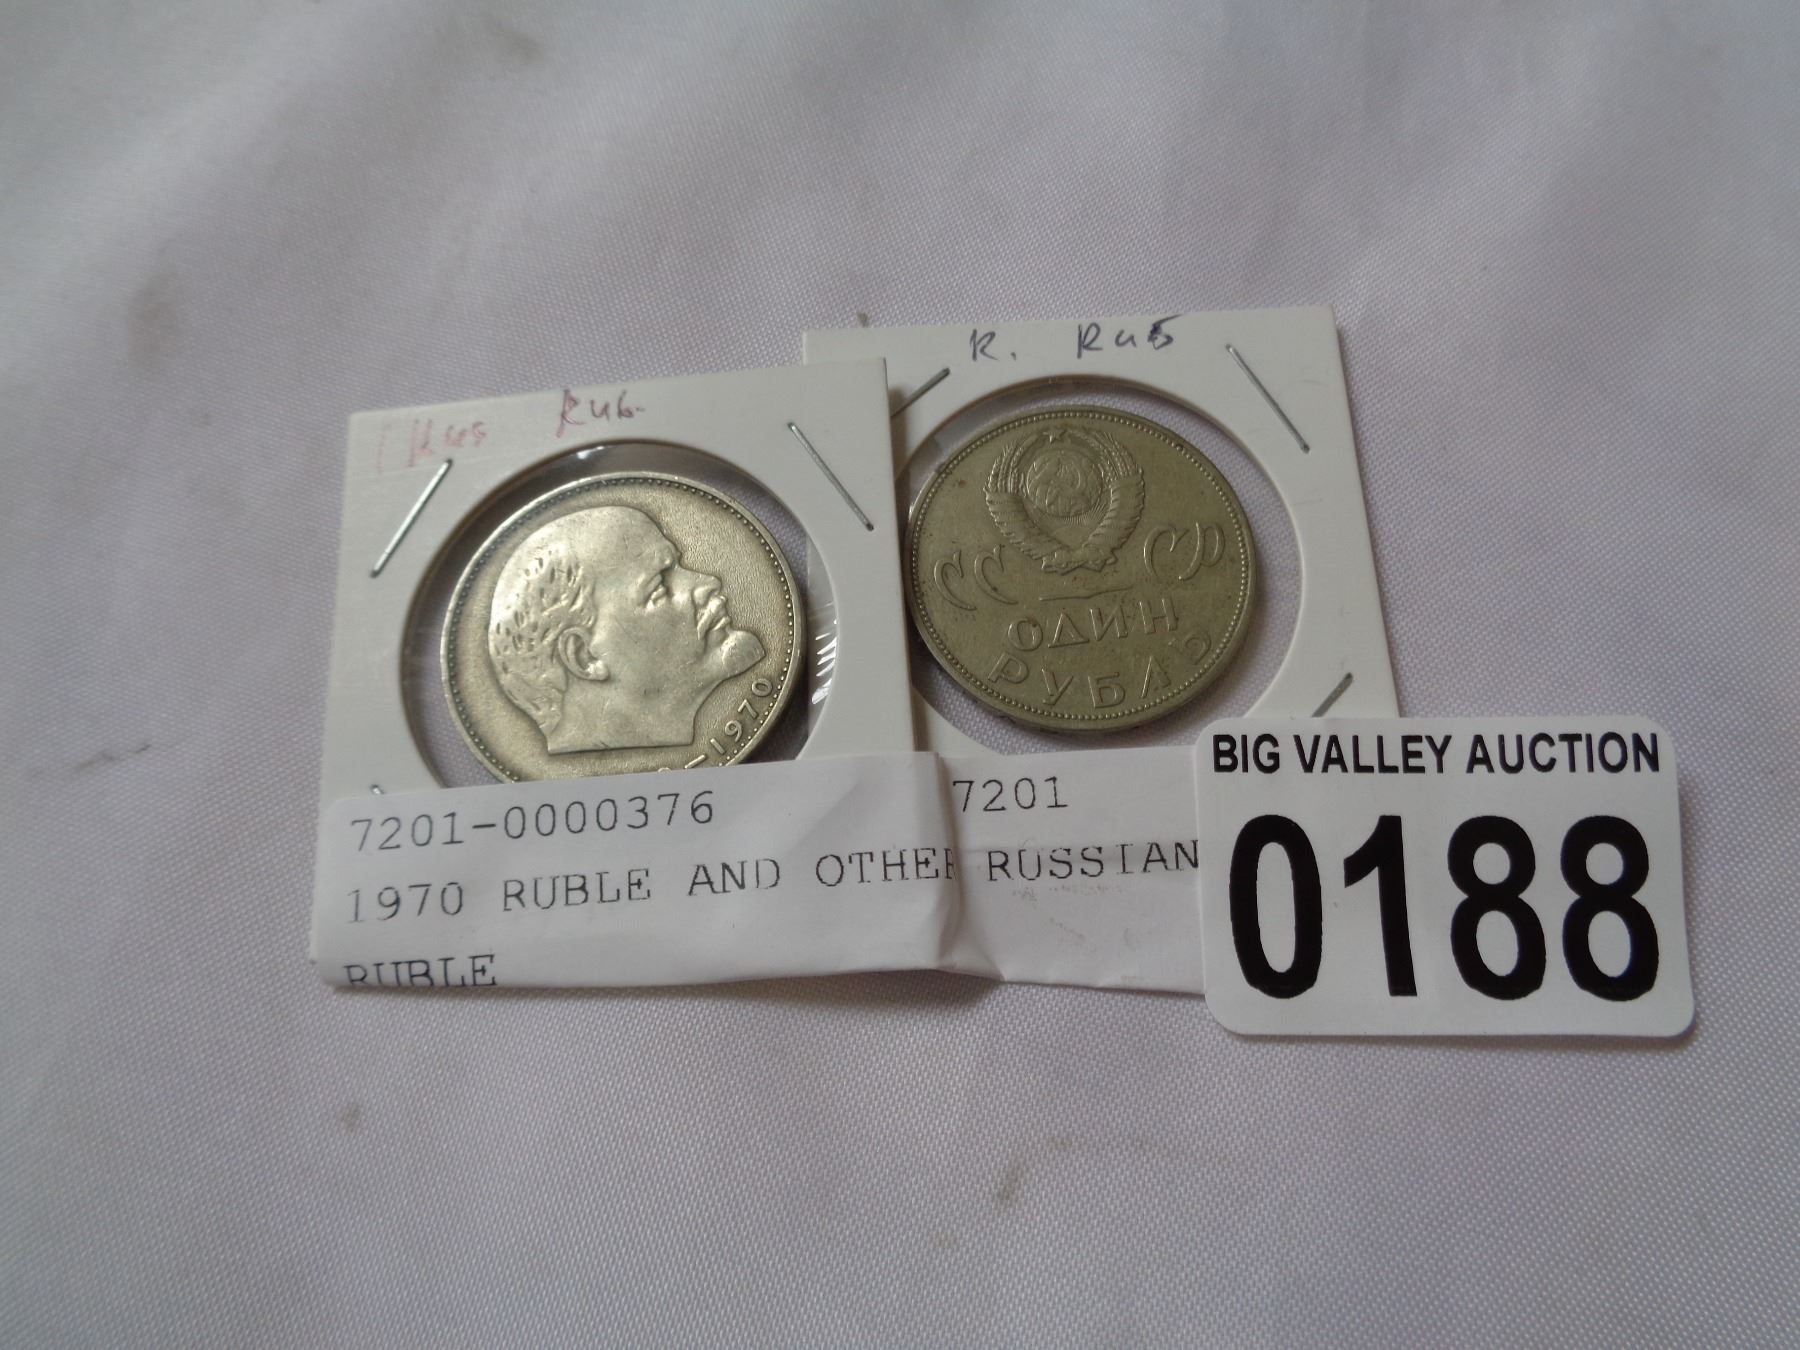 1 Rus Rub
R. Rub
1970
СССР
ОДИН
РУБЛЬ
7201-0000376
7201
1970 RUBLE AND OTHER RUSSIAN
RUBLE
BIG VALLEY AUCTION
0188